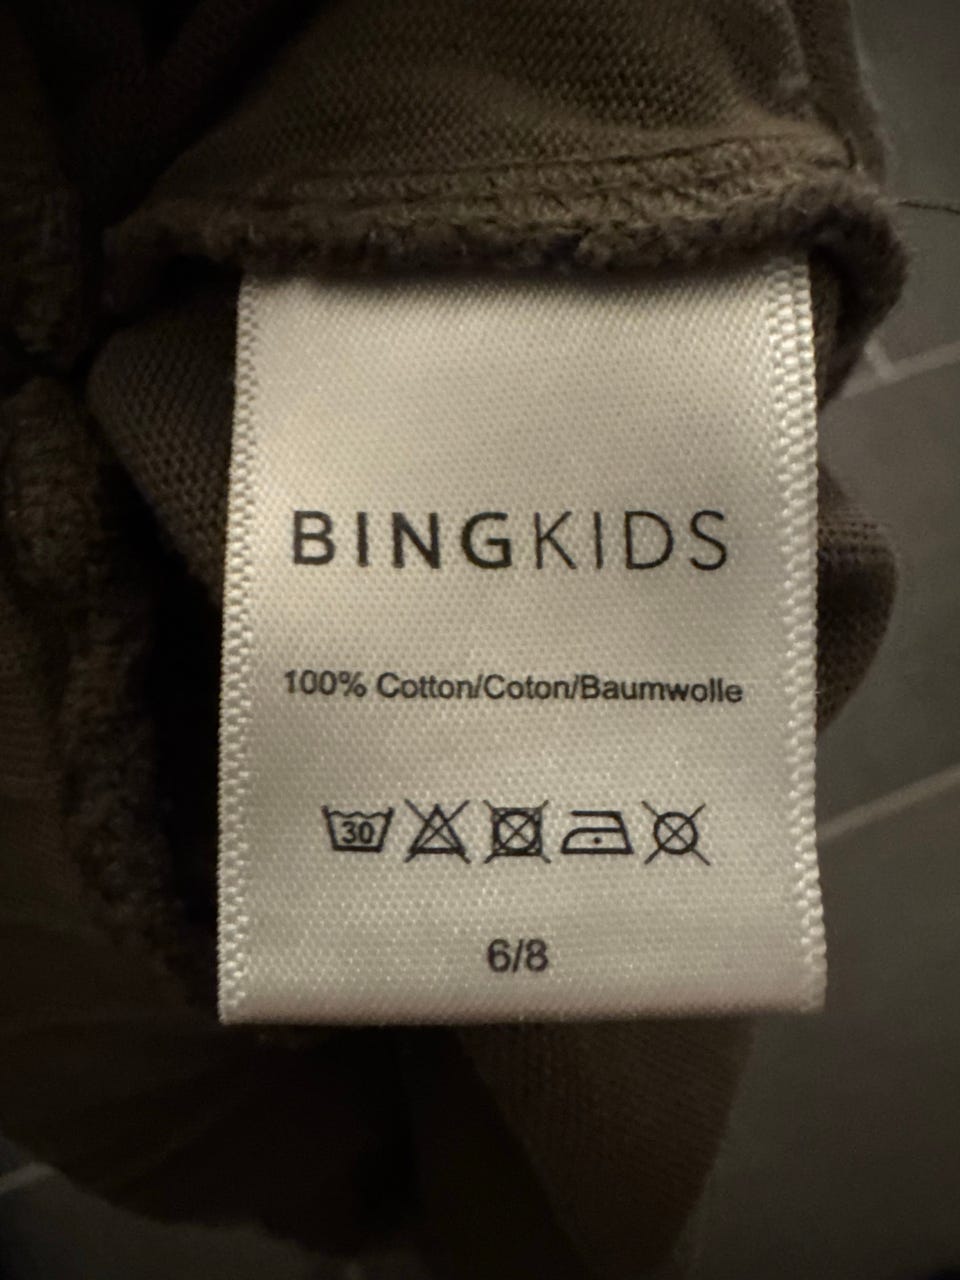 BINGKIDS
100% Cotton/Coton/Baumwolle
30
6/8